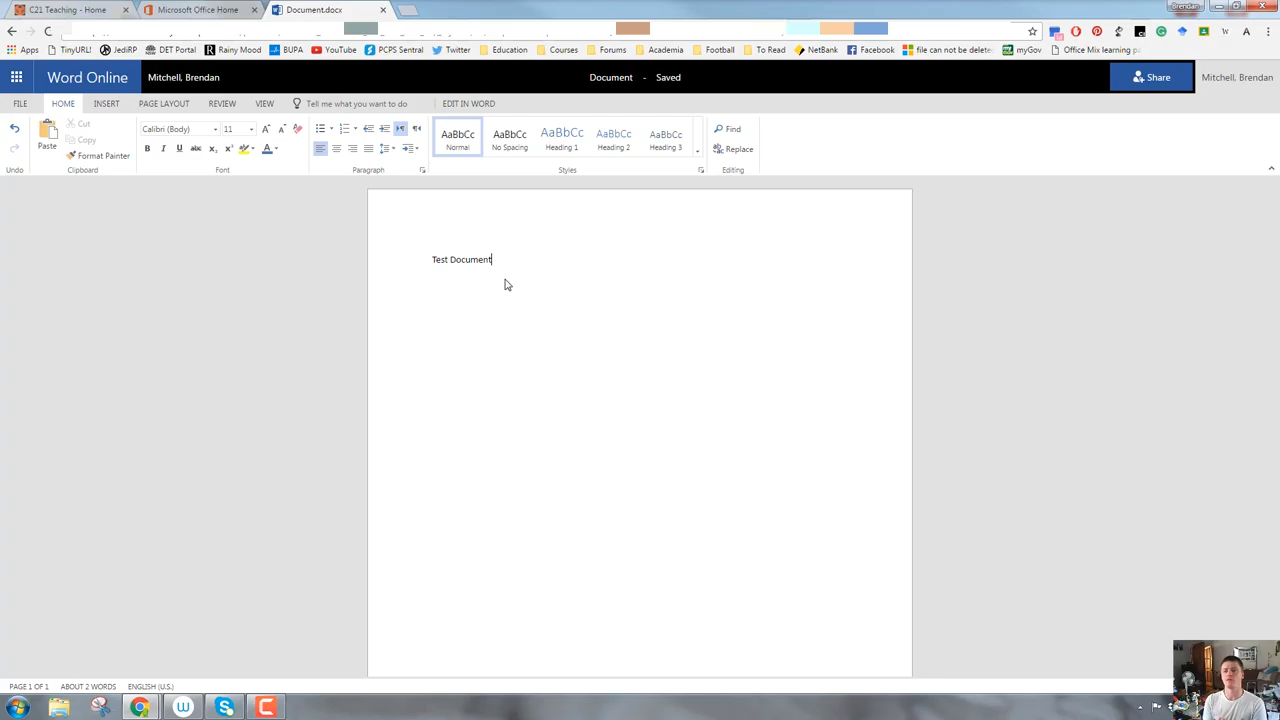 C21 Teaching - Home
Microsoft Office Home
Document.docx
Brendan
Apps
TinyURL!
JediRP
DET Portal
Rainy Mood
BUPA
YouTube
PCPS Sentral
Twitter
Education
Courses
Forums
Academia
Football
To Read
NetBank
Facebook
file can not be delete
myGov
Office Mix learning p
Word Online
Mitchell, Brendan
Document - Saved
Share
Mitchell, Brendan
FILE HOME INSERT PAGE LAYOUT REVIEW VIEW Tell me what you want to do EDIT IN WORD
Cut
Copy
Format Painter
Paste
Calibri (Body) 11
B I U abc x₂ x² A
AaBbCc AaBbCc AaBbCc AaBbCc AaBbCc
Normal No Spacing Heading 1 Heading 2 Heading 3
Find
Replace
Undo Clipboard Font Paragraph Styles Editing
Test Document
PAGE 1 OF 1 ABOUT 2 WORDS ENGLISH (U.S.)